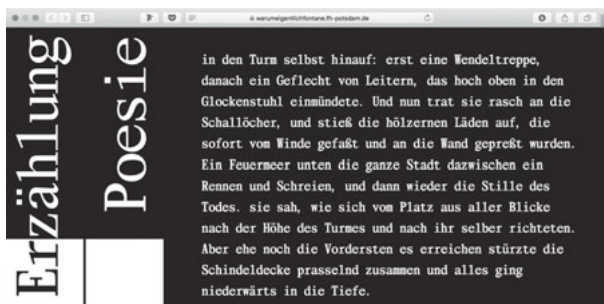 warumeigentlichfontane.fh-potsdam.de
Erzählung
Poesie
in den Turm selbst hinauf: erst eine Wendeltreppe,
danach ein Geflecht von Leitern, das hoch oben in den
Glockenstuhl einmündete. Und nun trat sie rasch an die
Schallöcher, und stieß die hölzernen Läden auf, die
sofort vom Winde gefaßt und an die Wand gepreßt wurden.
Ein Feuermeer unten die ganze Stadt dazwischen ein
Rennen und Schreien, und dann wieder die Stille des
Todes. sie sah, wie sich vom Platz aus aller Blicke
nach der Höhe des Turmes und nach ihr selber richteten.
Aber ehe noch die Vordersten es erreichen stürzte die
Schindeldecke prasselnd zusammen und alles ging
niederwärts in die Tiefe.